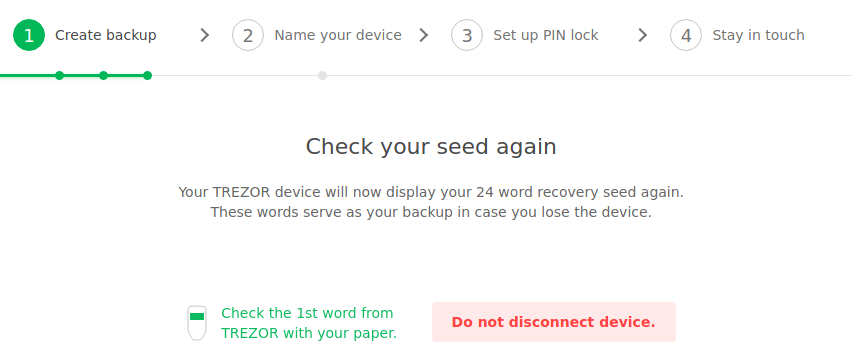 1 Create backup 2 Name your device 3 Set up PIN lock 4 Stay in touch
Check your seed again
Your TREZOR device will now display your 24 word recovery seed again.
These words serve as your backup in case you lose the device.
Check the 1st word from
TREZOR with your paper.
Do not disconnect device.